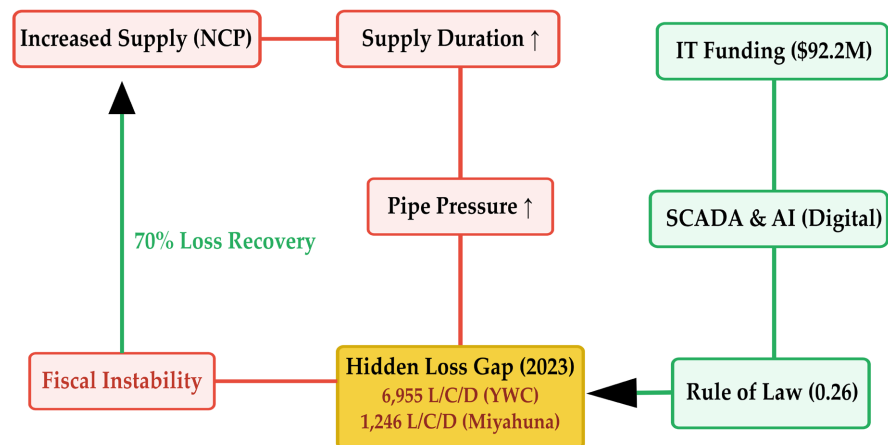 Increased Supply (NCP)
Supply Duration ↑
IT Funding ($92.2M)
Pipe Pressure ↑
SCADA & AI (Digital)
70% Loss Recovery
Fiscal Instability
Hidden Loss Gap (2023)
6,955 L/C/D (YWC)
1,246 L/C/D (Miyahuna)
Rule of Law (0.26)